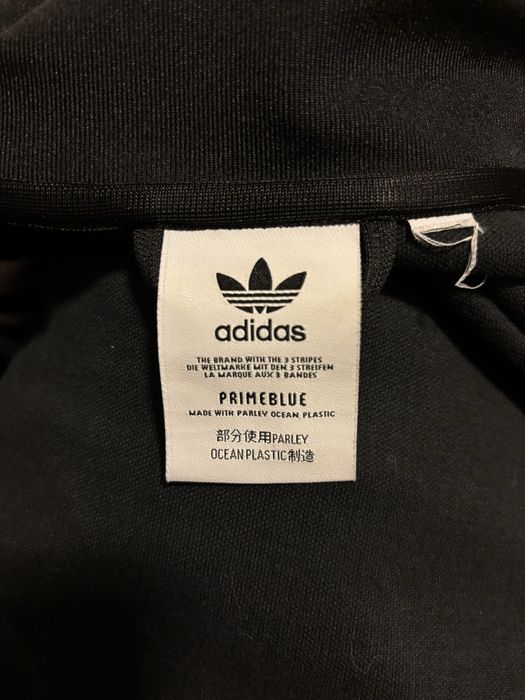 adidas
THE BRAND WITH THE 3 STRIPES
DIE WELTMARKE MIT DEN 3 STREIFEN
LA MARQUE AUX 3 BANDES
PRIMEBLUE
MADE WITH PARLEY OCEAN PLASTIC
部分使用PARLEY
OCEAN PLASTIC制造